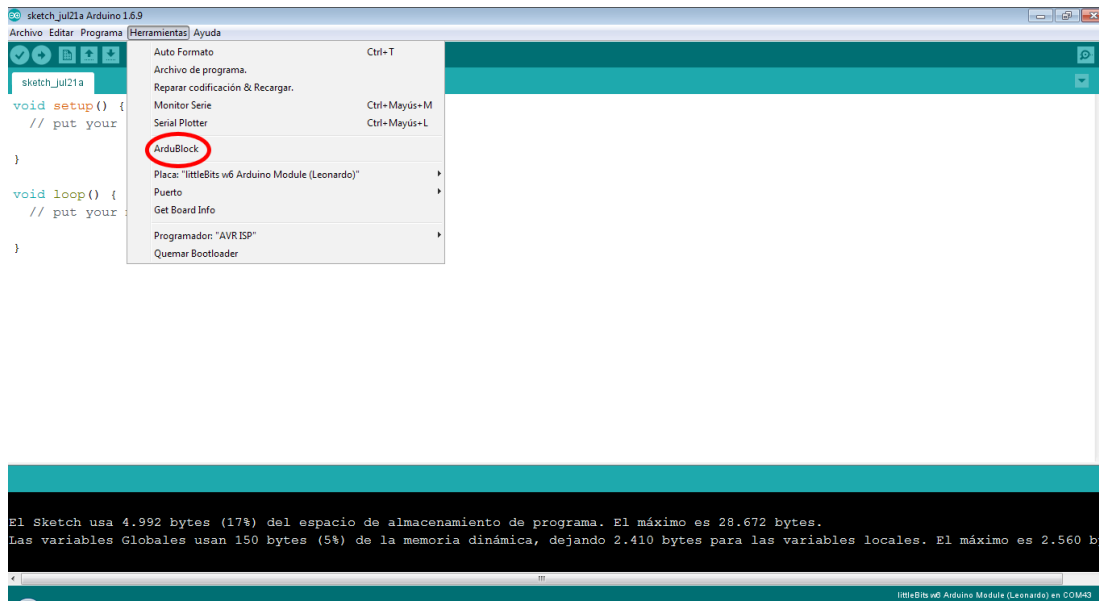 sketch_jul21a Arduino 1.6.9
Archivo Editar Programa Herramientas Ayuda
sketch_jul21a
Auto Formato Ctrl+T
Archivo de programa.
Reparar codificación & Recargar.
Monitor Serie Ctrl+Mayús+M
Serial Plotter Ctrl+Mayús+L
ArduBlock
Placa: "littleBits w6 Arduino Module (Leonardo)"
Puerto
Get Board Info
Programador: "AVR ISP"
Quemar Bootloader
void setup() {
// put your
}
void loop() {
// put your
}
El Sketch usa 4.992 bytes (17%) del espacio de almacenamiento de programa. El máximo es 28.672 bytes.
Las variables Globales usan 150 bytes (5%) de la memoria dinámica, dejando 2.410 bytes para las variables locales. El máximo es 2.560 b
littleBits w6 Arduino Module (Leonardo) en COM43